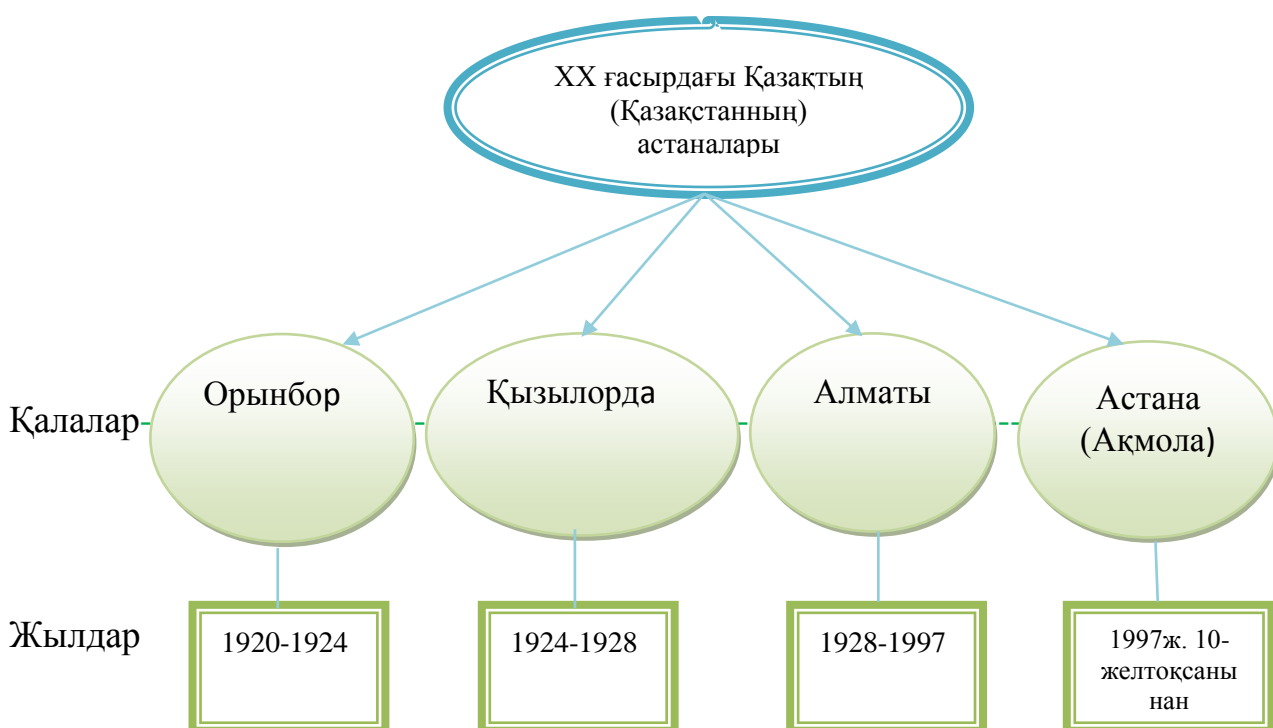 XX ғасырдағы Қазақтың
(Қазақстанның)
астаналары
Қалалар
Орынбор
Қызылорда
Алматы
Астана
(Ақмола)
Жылдар
1920-1924
1924-1928
1928-1997
1997ж. 10-
желтоқсаны
нан